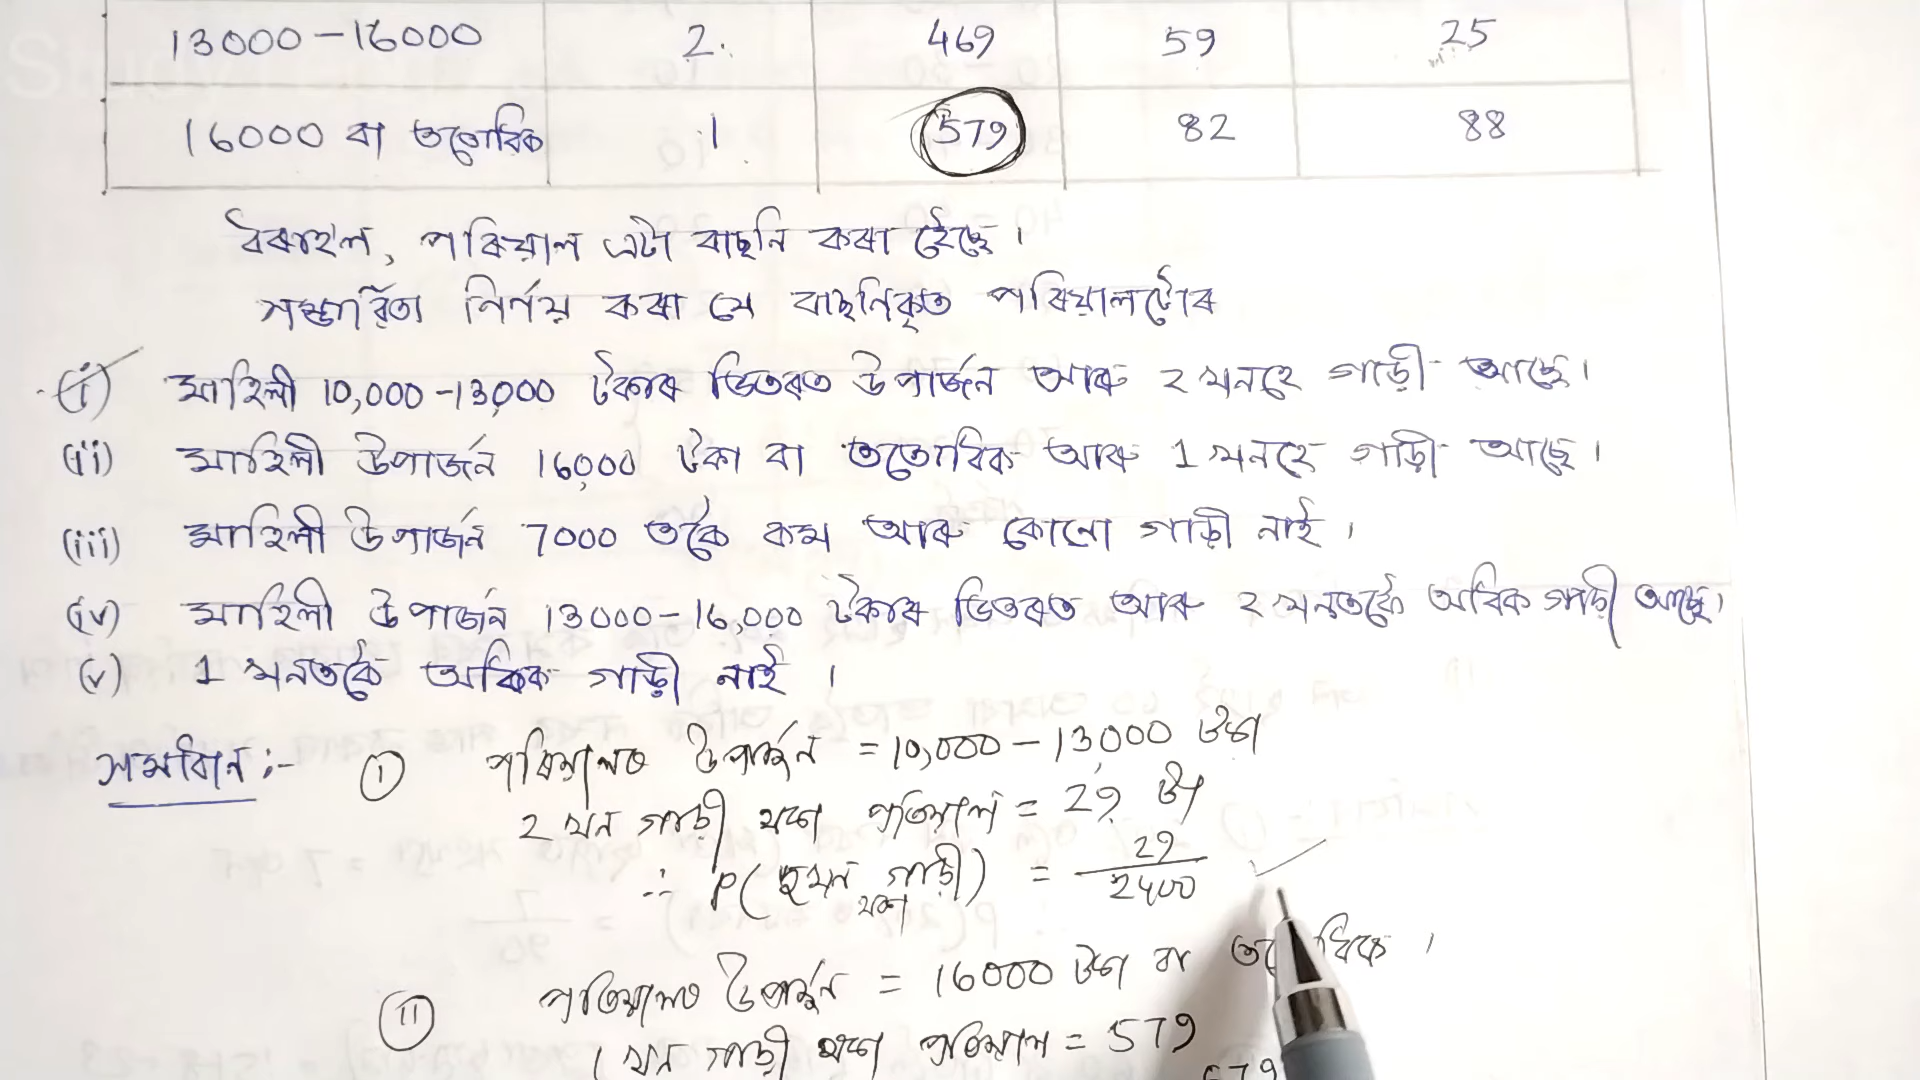 13000-16000 2. 469 59 25
16000 বা ততোধিক 1 579 82 88
ধৰাহ'ল, পৰিয়াল এটা বাছনি কৰা হৈছে।
সম্ভাৱিতা নিৰ্ণয় কৰা যে বাছনিকৃত পৰিয়ালটোৰ
(i) মাহিলী 10,000-13,000 টকাৰ ভিতৰত উপাৰ্জন আৰু 2 খনহে গাড়ী আছে।
(ii) মাহিলী উপাৰ্জন 16,000 টকা বা ততোধিক আৰু 1 খনহে গাড়ী আছে।
(iii) মাহিলী উপাৰ্জন 7000 তকৈ কম আৰু কোনো গাড়ী নাই।
(iv) মাহিলী উপাৰ্জন 13000-16,000 টকাৰ ভিতৰত আৰু 2 খনতকৈ অধিক গাড়ী আছে।
(v) 1 খনতকৈ অধিক গাড়ী নাই।
সমাধান :- (i) পৰিয়ালৰ উপাৰ্জন = 10,000-13,000 টকা
2 খন গাড়ী থকা পৰিয়াল = 29 টা
∴ P(2 খন গাড়ী থকা) = 29/2400
(ii) পৰিয়ালৰ উপাৰ্জন = 16000 টকা বা
1 খন গাড়ী থকা পৰিয়াল = 579